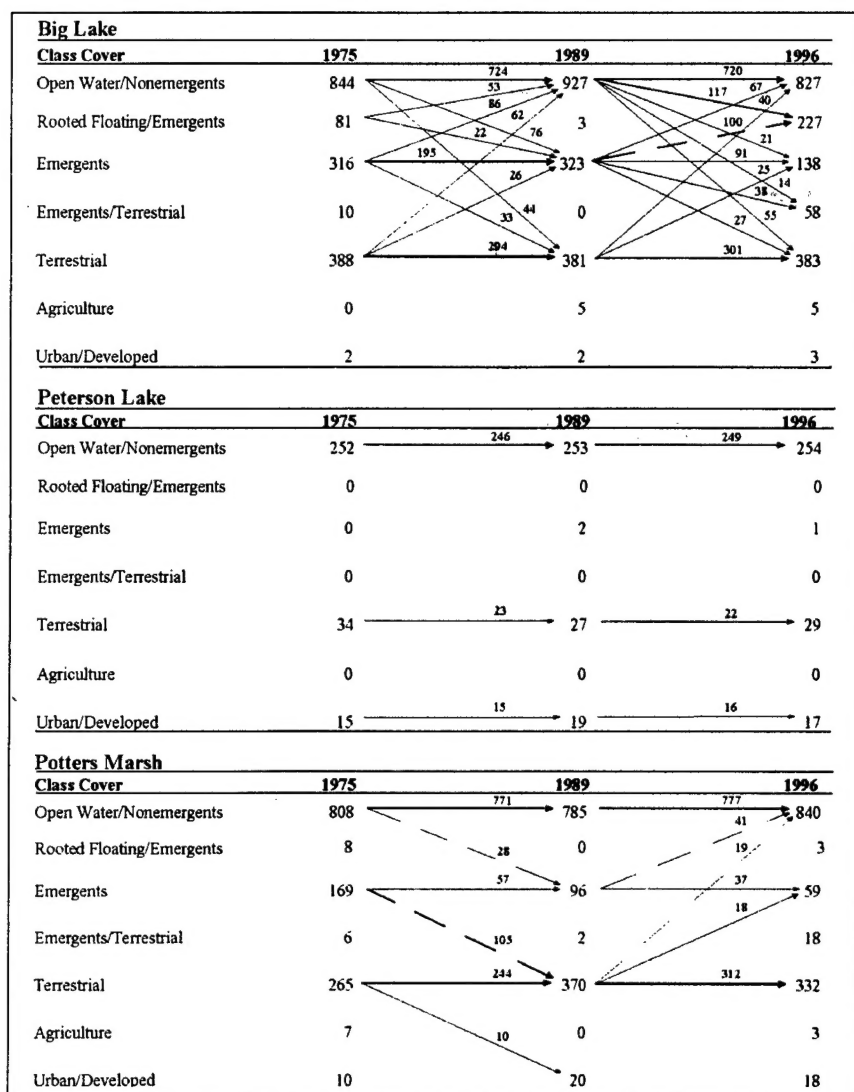 Big Lake
Class Cover 1975 1989 1996
724 720
Open Water/Nonemergents 844 927 827
53 67
86 117 40
62
Rooted Floating/Emergents 81 3 227
100
22 76 21
195 91
Emergents 316 323 138
26 25 14
38
Emergents/Terrestrial 10 0 58
33 44 27 55
294 301
Terrestrial 388 381 383
Agriculture 0 5 5
Urban/Developed 2 2 3
Peterson Lake
Class Cover 1975 1989 1996
246 249
Open Water/Nonemergents 252 253 254
Rooted Floating/Emergents 0 0 0
Emergents 0 2 1
Emergents/Terrestrial 0 0 0
23 22
Terrestrial 34 27 29
Agriculture 0 0 0
15 16
Urban/Developed 15 19 17
Potters Marsh
Class Cover 1975 1989 1996
771 777
Open Water/Nonemergents 808 785 840
41
Rooted Floating/Emergents 8 0 3
28 19
57 37
Emergents 169 96 59
18
Emergents/Terrestrial 6 2 18
105
244 312
Terrestrial 265 370 332
Agriculture 7 0 3
10
Urban/Developed 10 20 18